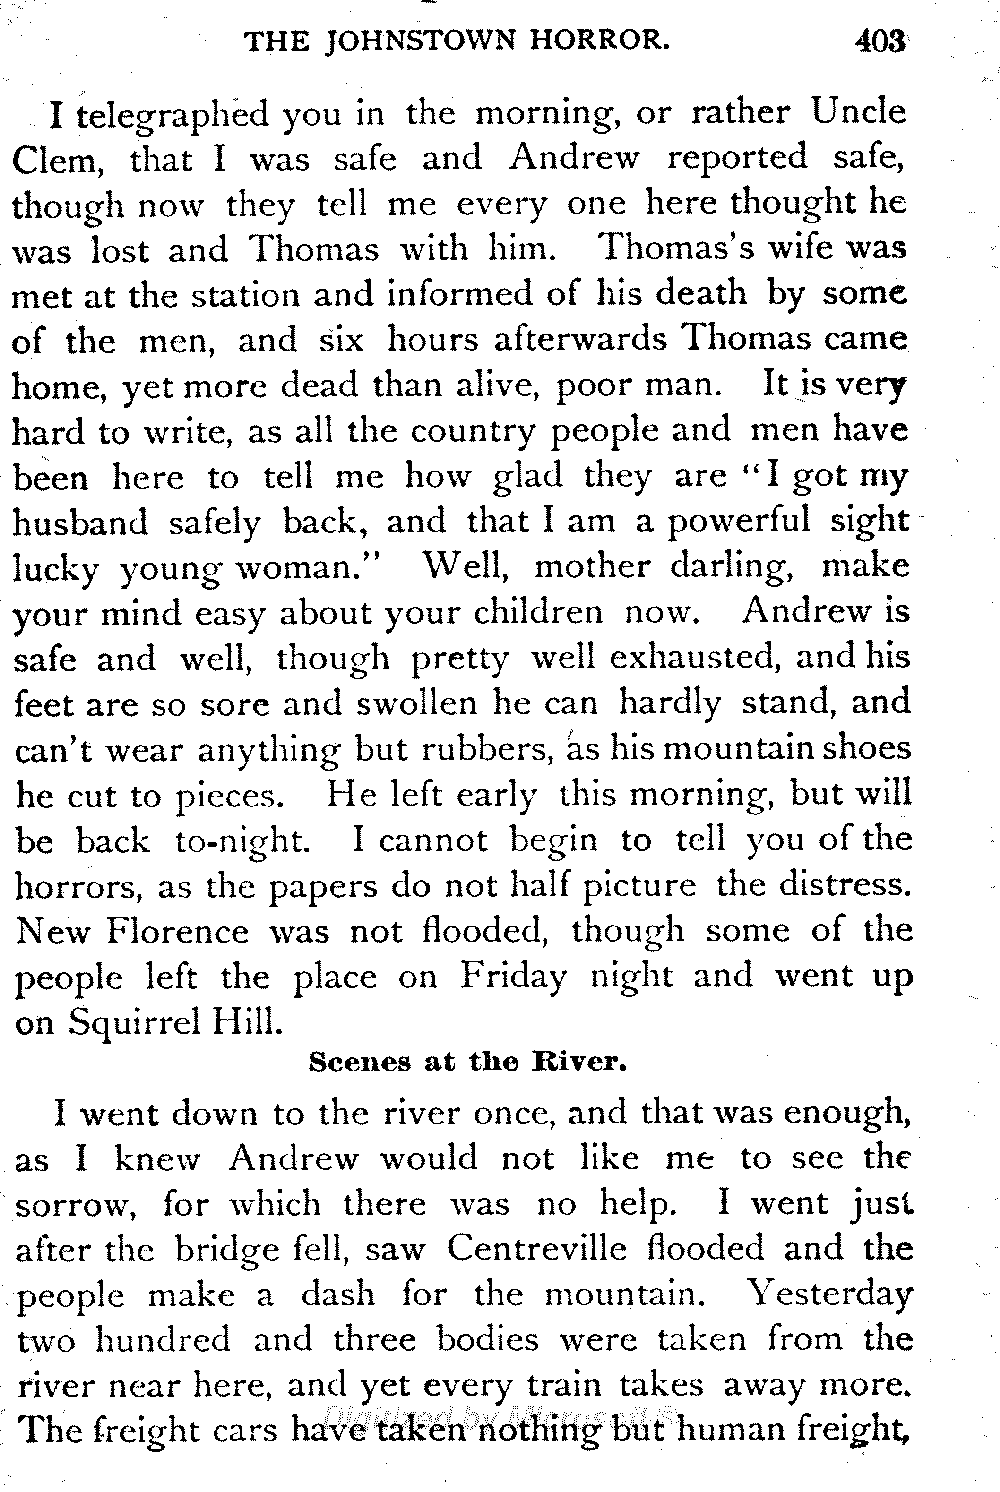 THE JOHNSTOWN HORROR. 403
I telegraphed you in the morning, or rather Uncle
Clem, that I was safe and Andrew reported safe,
though now they tell me every one here thought he
was lost and Thomas with him. Thomas's wife was
met at the station and informed of his death by some
of the men, and six hours afterwards Thomas came
home, yet more dead than alive, poor man. It is very
hard to write, as all the country people and men have
been here to tell me how glad they are "I got my
husband safely back, and that I am a powerful sight
lucky young woman." Well, mother darling, make
your mind easy about your children now. Andrew is
safe and well, though pretty well exhausted, and his
feet are so sore and swollen he can hardly stand, and
can't wear anything but rubbers, as his mountain shoes
he cut to pieces. He left early this morning, but will
be back to-night. I cannot begin to tell you of the
horrors, as the papers do not half picture the distress.
New Florence was not flooded, though some of the
people left the place on Friday night and went up
on Squirrel Hill.
Scenes at the River.
I went down to the river once, and that was enough,
as I knew Andrew would not like me to see the
sorrow, for which there was no help. I went just
after the bridge fell, saw Centreville flooded and the
people make a dash for the mountain. Yesterday
two hundred and three bodies were taken from the
river near here, and yet every train takes away more.
The freight cars have taken nothing but human freight,
Digitized by Microsoft ®